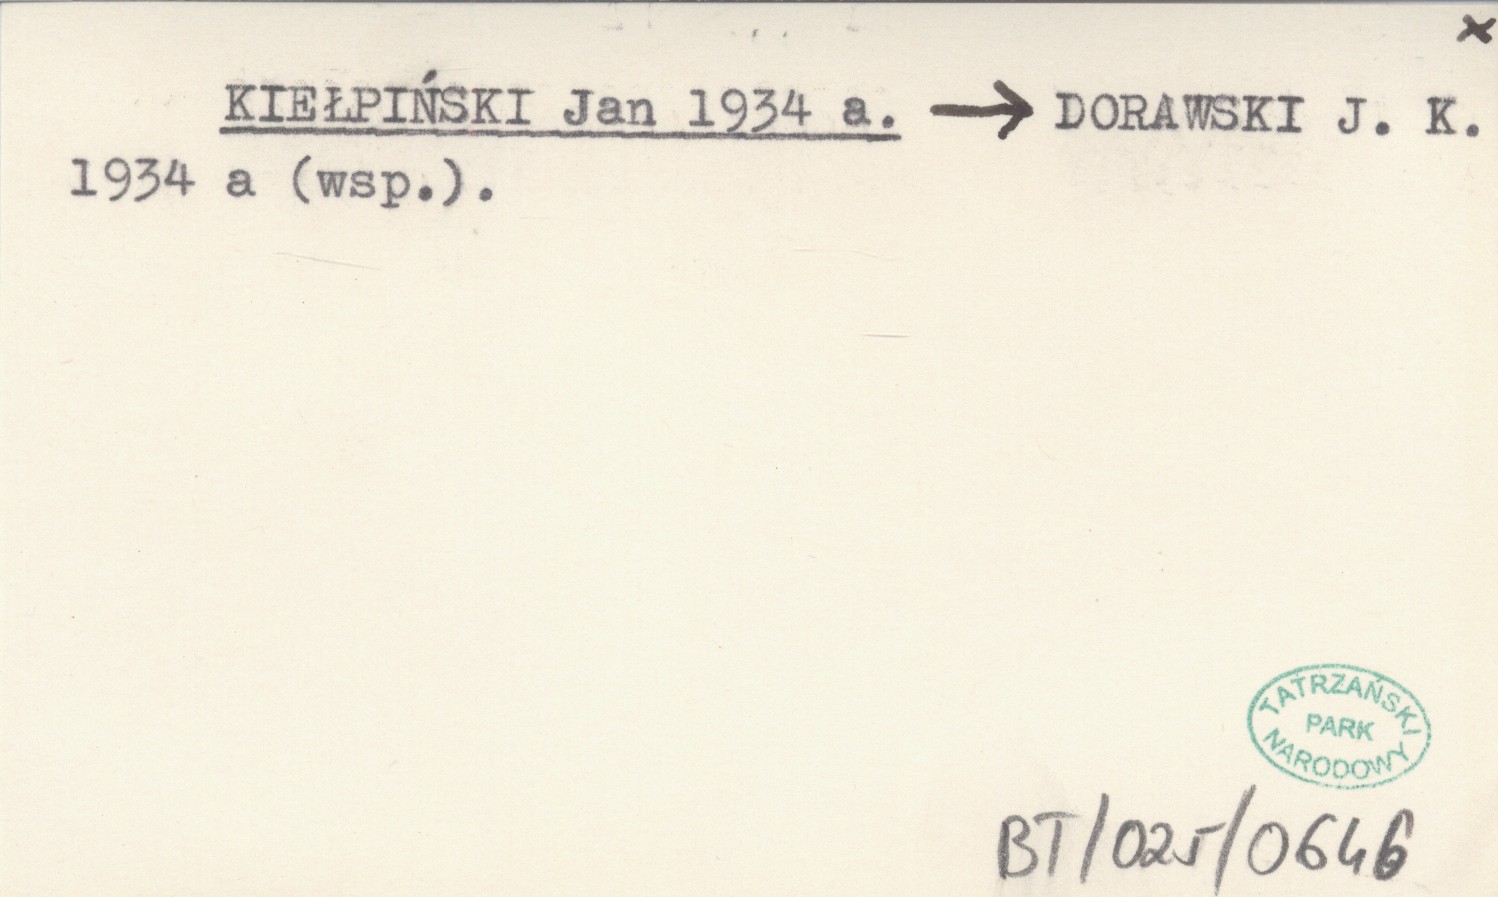 x
KIEŁPIŃSKI Jan 1934 a. → DORAWSKI J. K.
1934 a (wsp.).
TATRZAŃSKI
PARK
NARODOWY
BT/025/0646